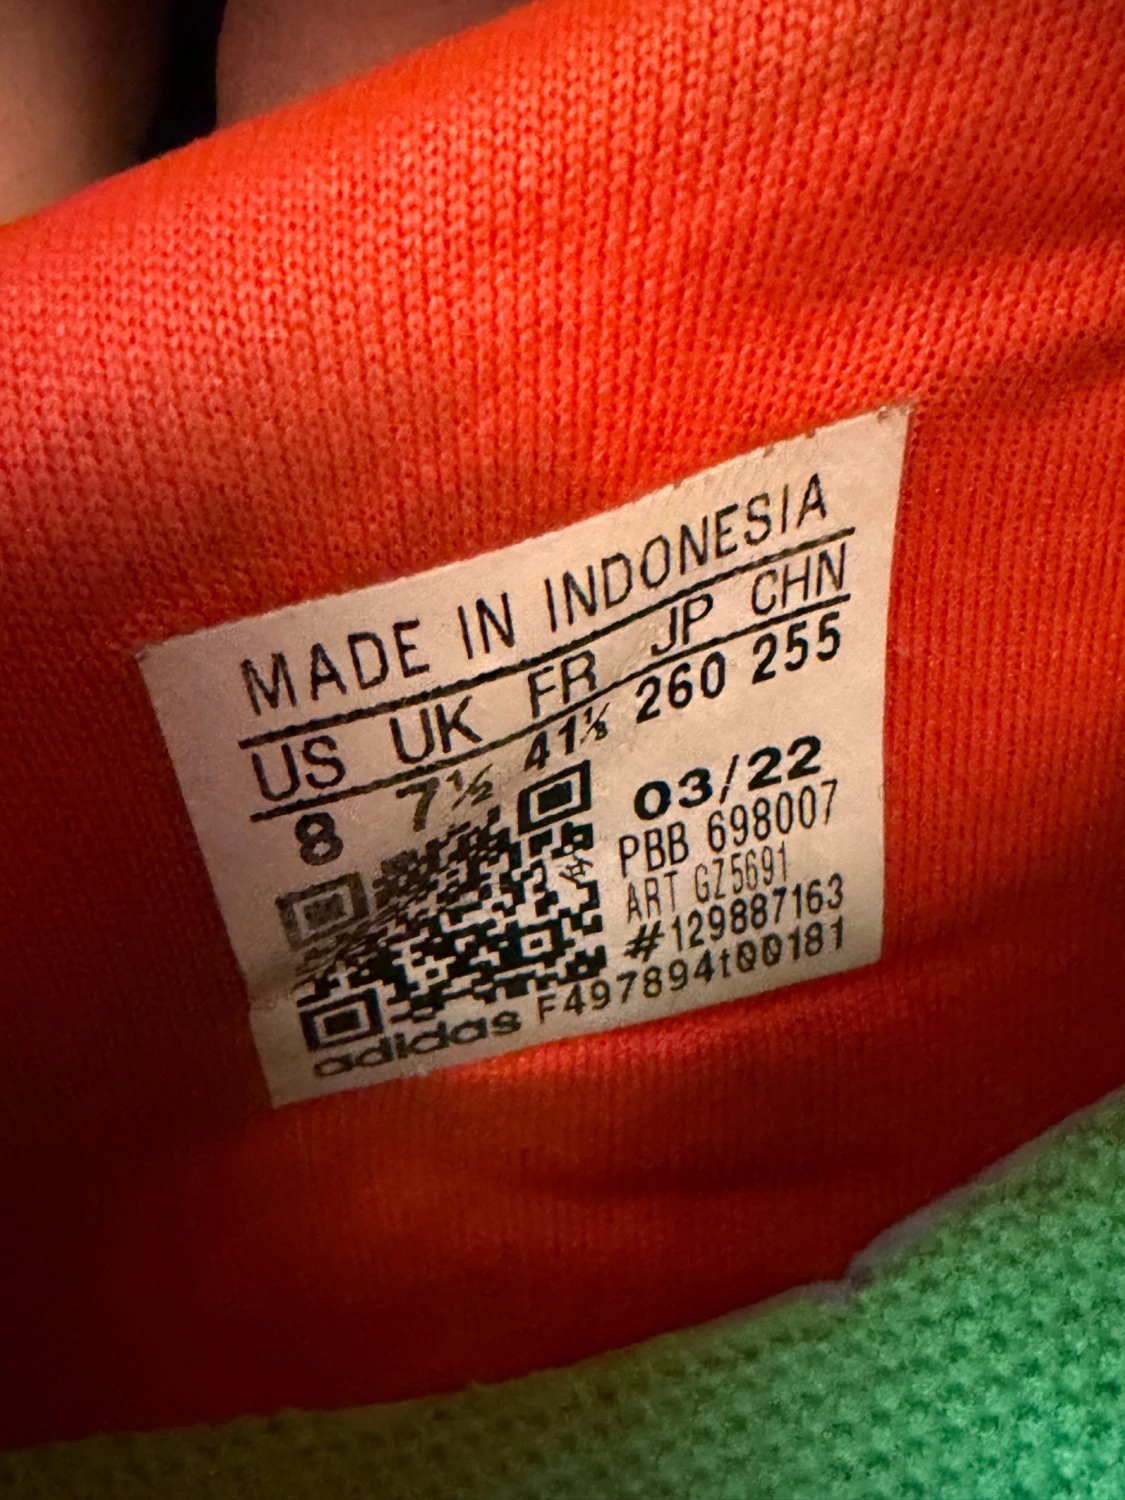 MADE IN INDONESIA
US UK FR JP CHN
8 7½ 41⅓ 260 255
03/22
PBB 698007
ART GZ5691
#129887163
adidas F497894t00181